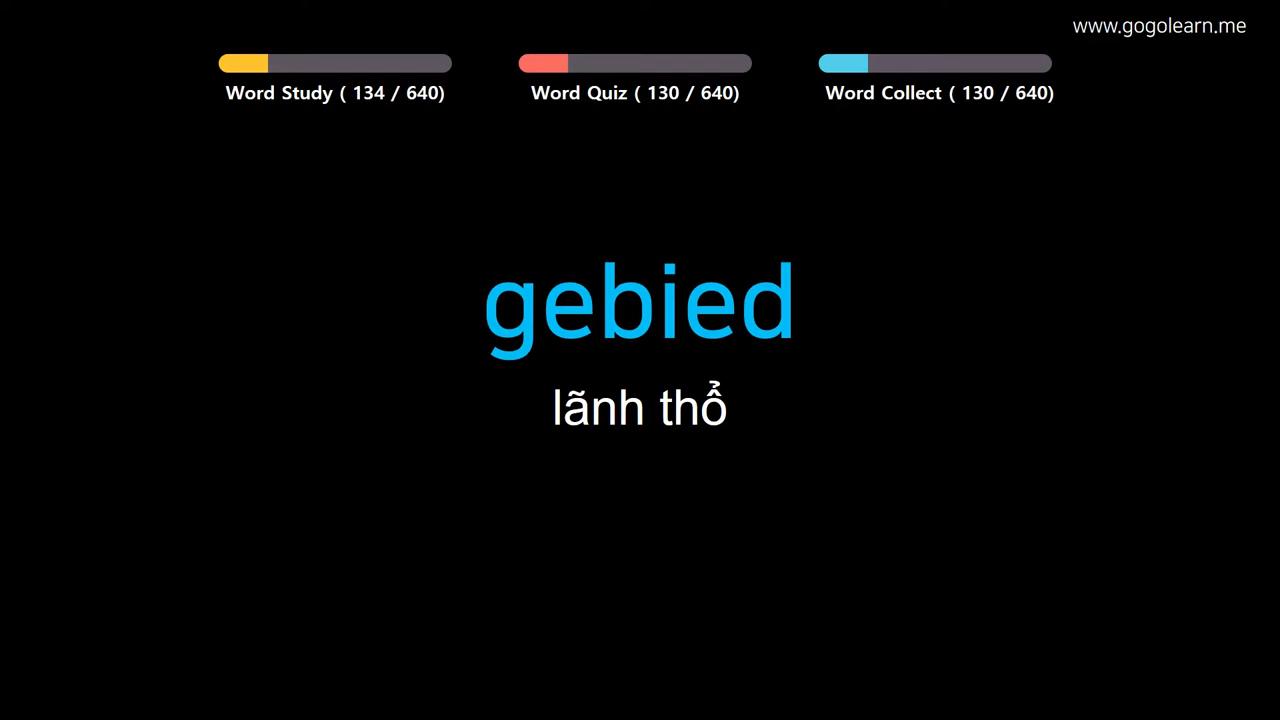 www.gogolearn.me
Word Study ( 134 / 640)
Word Quiz ( 130 / 640)
Word Collect ( 130 / 640)
gebied
lãnh thổ